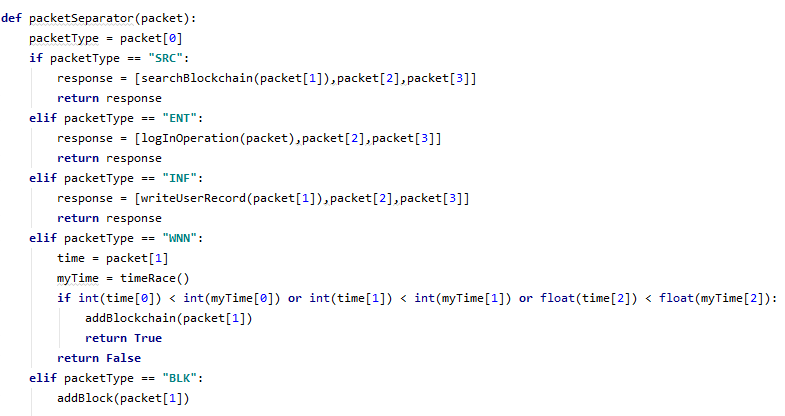 def packetSeparator(packet):
    packetType = packet[0]
    if packetType == "SRC":
        response = [searchBlockchain(packet[1]),packet[2],packet[3]]
        return response
    elif packetType == "ENT":
        response = [logInOperation(packet),packet[2],packet[3]]
        return response
    elif packetType == "INF":
        response = [writeUserRecord(packet[1]),packet[2],packet[3]]
        return response
    elif packetType == "WNN":
        time = packet[1]
        myTime = timeRace()
        if int(time[0]) < int(myTime[0]) or int(time[1]) < int(myTime[1]) or float(time[2]) < float(myTime[2]):
            addBlockchain(packet[1])
            return True
        return False
    elif packetType == "BLK":
        addBlock(packet[1])